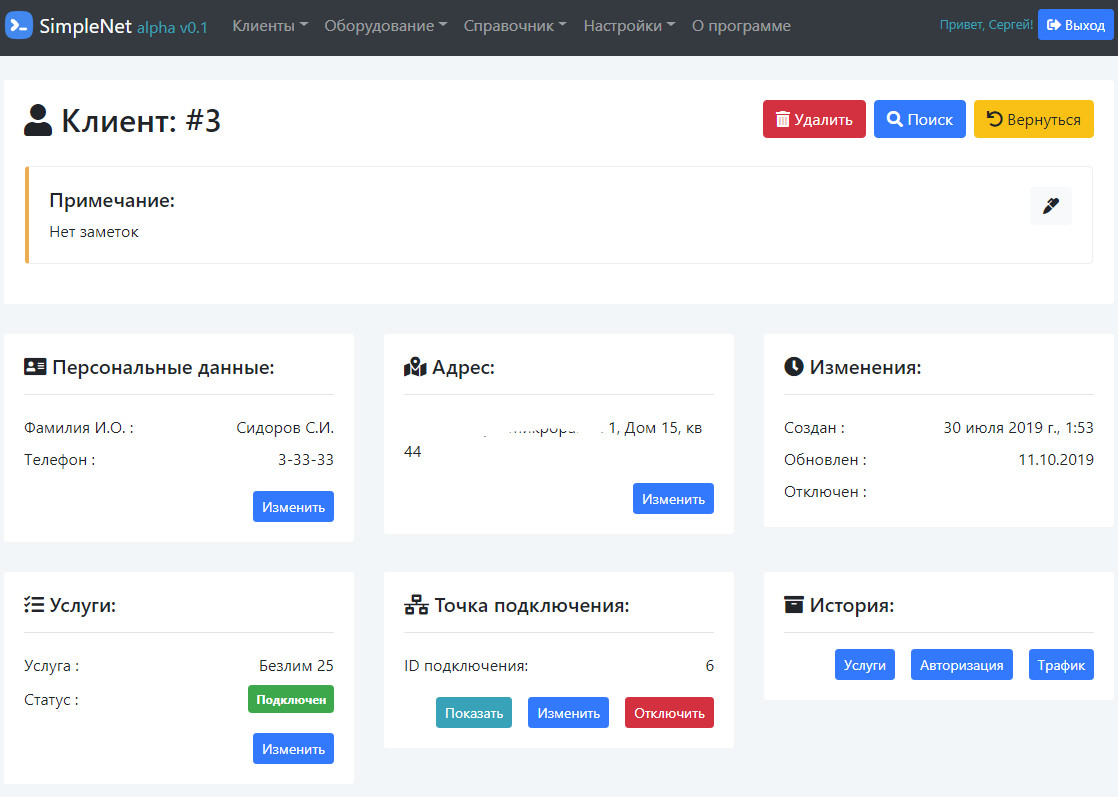 SimpleNet alpha v0.1 Клиенты Оборудование Справочник Настройки О программе Привет, Сергей! Выход
Клиент: #3 Удалить Поиск Вернуться
Примечание:
Нет заметок
Персональные данные:
Фамилия И.О. : Сидоров С.И.
Телефон : 3-33-33
Изменить
Адрес:
1, Дом 15, кв
44
Изменить
Изменения:
Создан : 30 июля 2019 г., 1:53
Обновлен : 11.10.2019
Отключен :
Услуги:
Услуга : Безлим 25
Статус : Подключен
Изменить
Точка подключения:
ID подключения: 6
Показать Изменить Отключить
История:
Услуги Авторизация Трафик